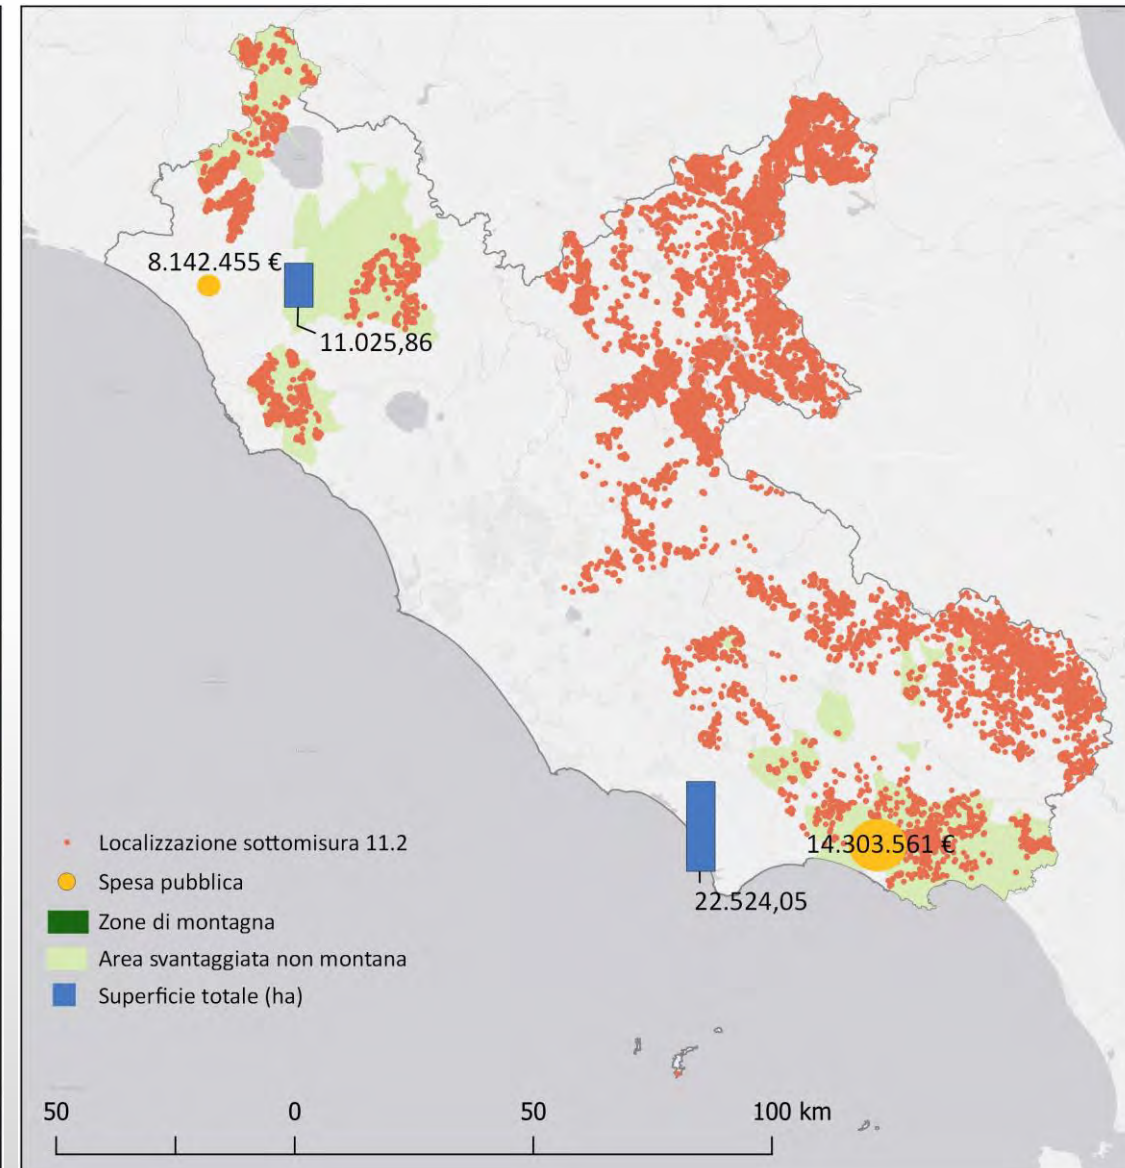 8.142.455 €
11.025,86
14.303.561 €
22.524,05
Localizzazione sottomisura 11.2
Spesa pubblica
Zone di montagna
Area svantaggiata non montana
Superficie totale (ha)
50 0 50 100 km